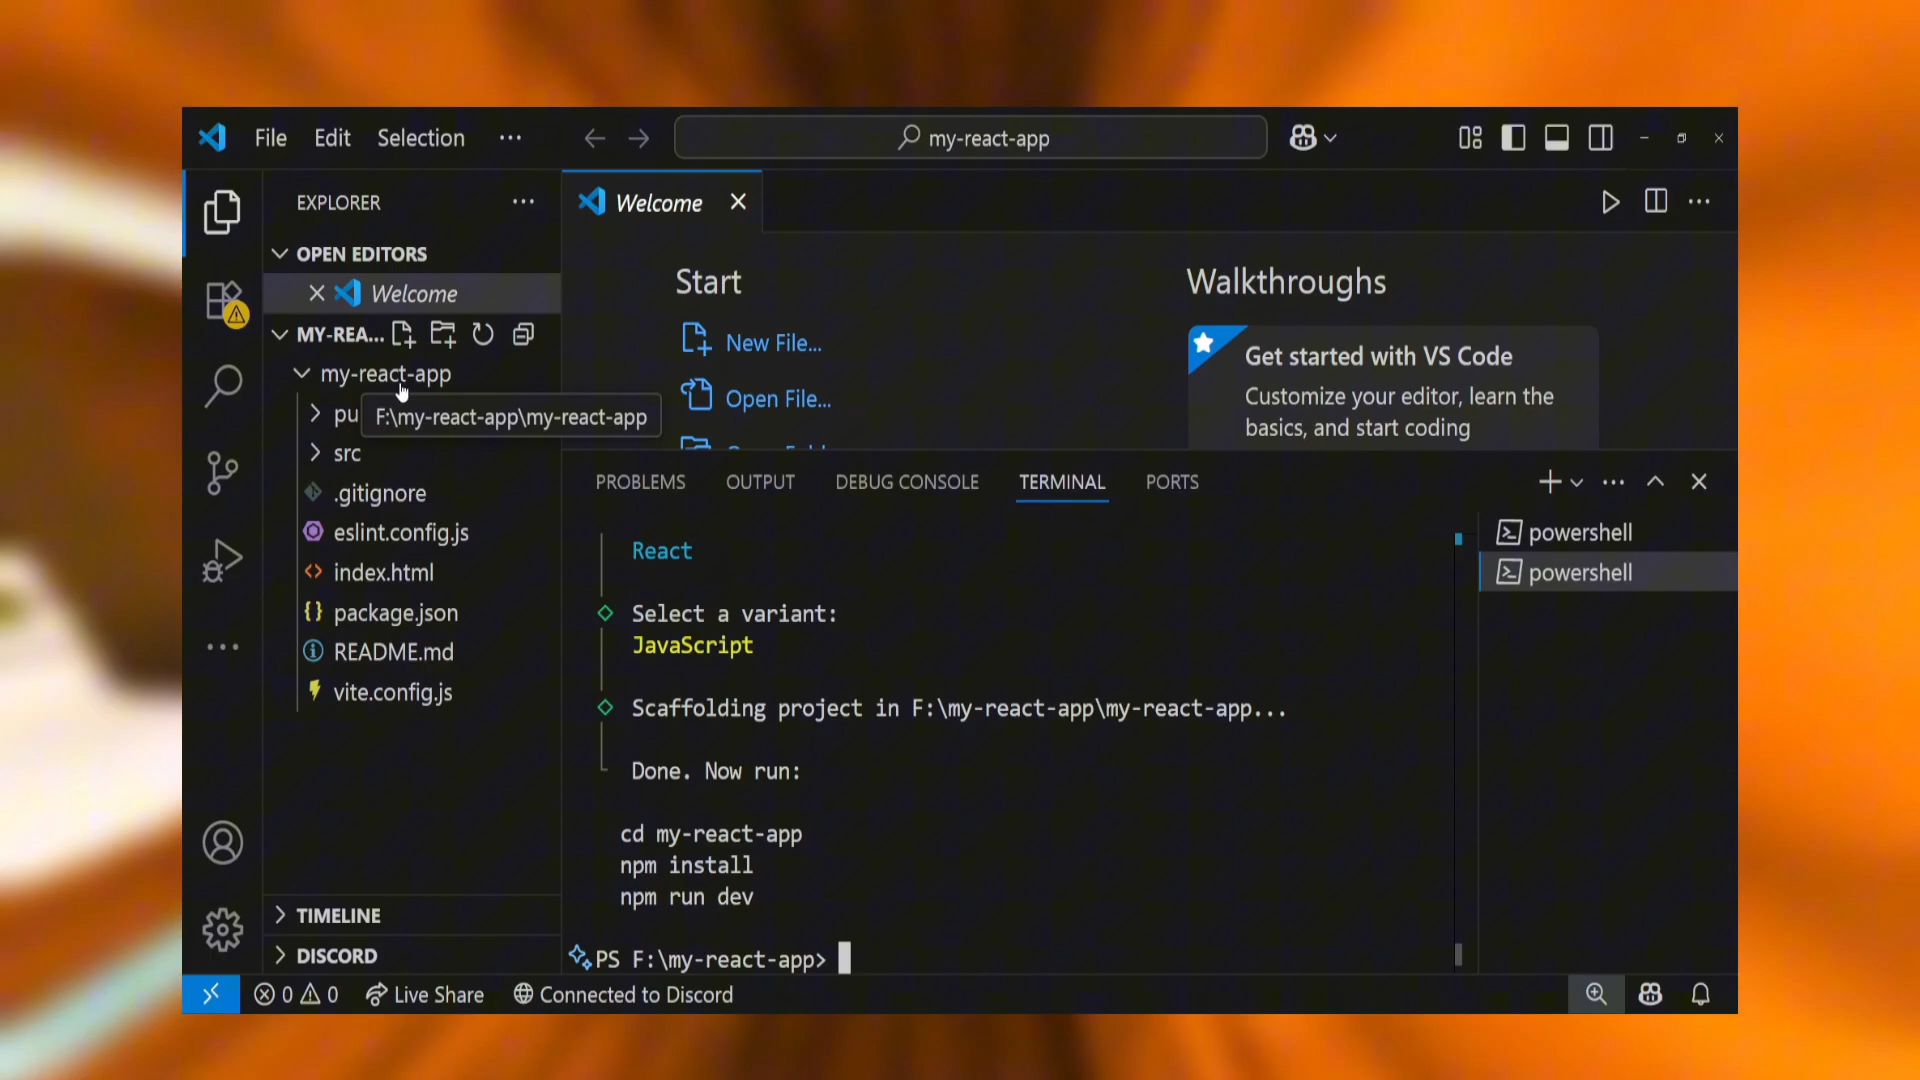 File Edit Selection ··· my-react-app
EXPLORER ···
OPEN EDITORS
Welcome
MY-REA...
my-react-app
pu
F:\my-react-app\my-react-app
src
.gitignore
eslint.config.js
index.html
package.json
README.md
vite.config.js
TIMELINE
DISCORD
Welcome
Start
New File...
Open File...
Walkthroughs
Get started with VS Code
Customize your editor, learn the
basics, and start coding
PROBLEMS OUTPUT DEBUG CONSOLE TERMINAL PORTS
React
Select a variant:
JavaScript
Scaffolding project in F:\my-react-app\my-react-app...
Done. Now run:
cd my-react-app
npm install
npm run dev
PS F:\my-react-app>
powershell
powershell
0 0 Live Share Connected to Discord